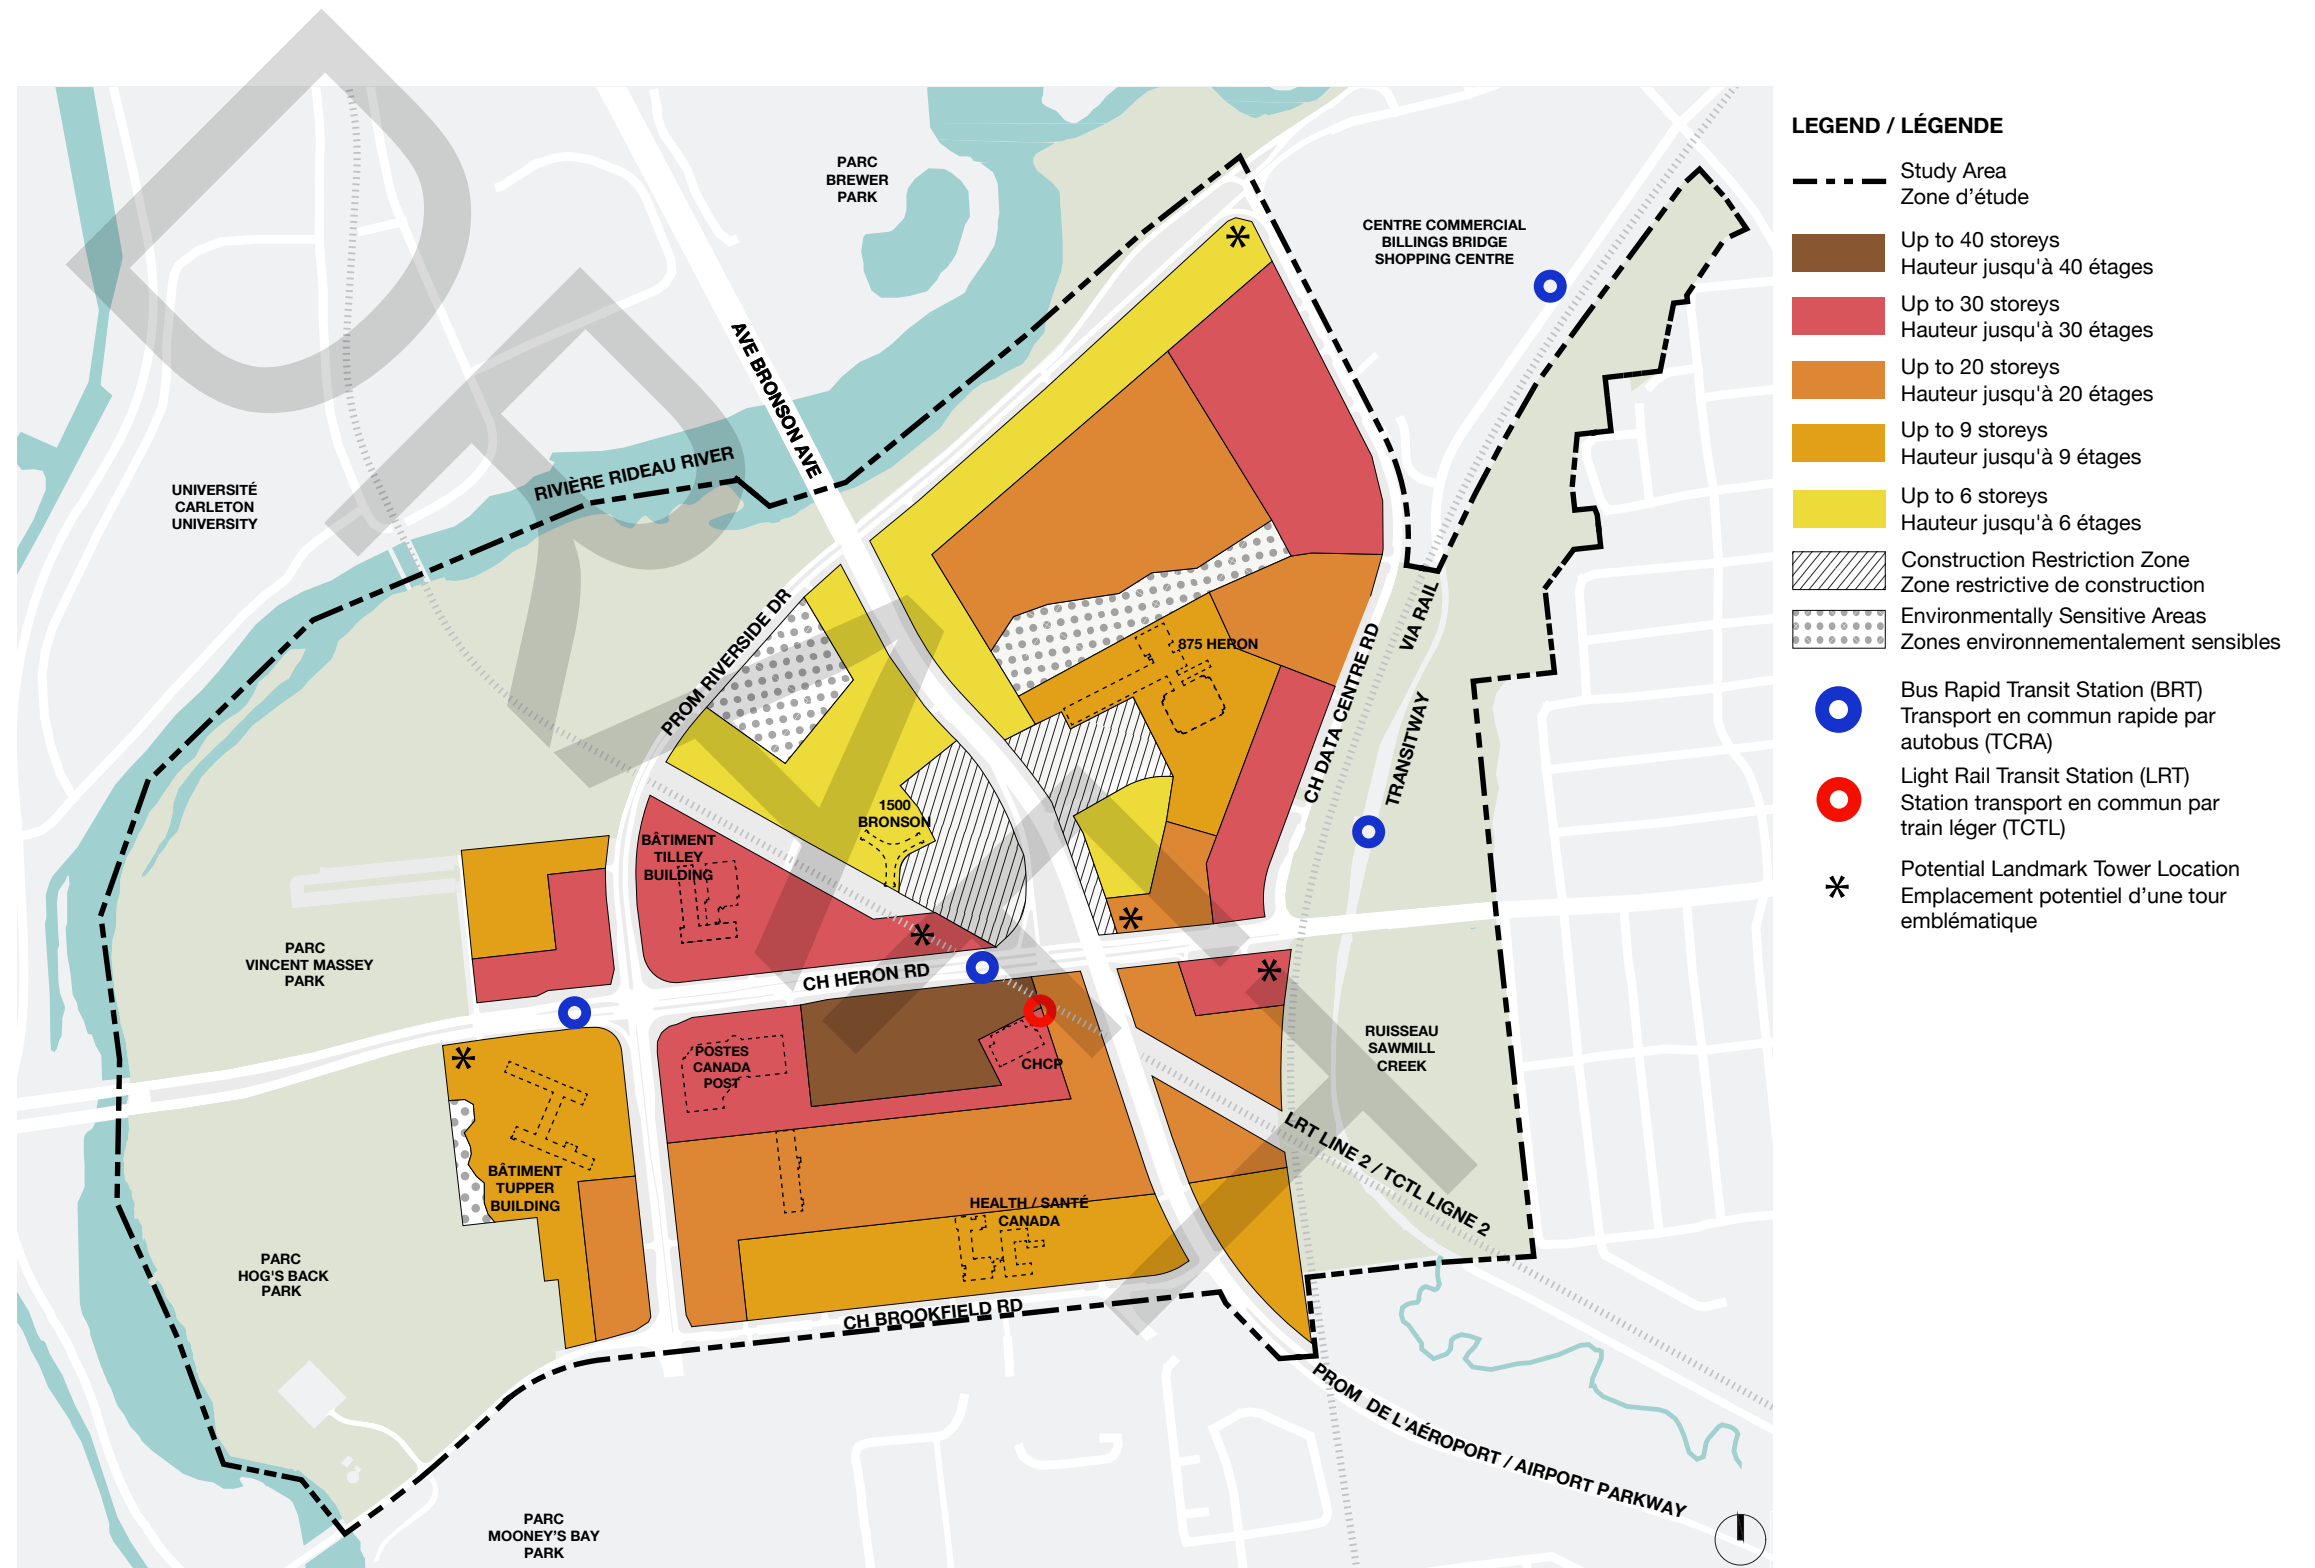 LEGEND / LÉGENDE
Study Area
Zone d'étude
Up to 40 storeys
Hauteur jusqu'à 40 étages
Up to 30 storeys
Hauteur jusqu'à 30 étages
Up to 20 storeys
Hauteur jusqu'à 20 étages
Up to 9 storeys
Hauteur jusqu'à 9 étages
Up to 6 storeys
Hauteur jusqu'à 6 étages
Construction Restriction Zone
Zone restrictive de construction
Environmentally Sensitive Areas
Zones environnementalement sensibles
Bus Rapid Transit Station (BRT)
Transport en commun rapide par
autobus (TCRA)
Light Rail Transit Station (LRT)
Station transport en commun par
train léger (TCTL)
Potential Landmark Tower Location
Emplacement potentiel d'une tour
emblématique
PARC
BREWER
PARK
CENTRE COMMERCIAL
BILLINGS BRIDGE
SHOPPING CENTRE
AVE BRONSON AVE
RIVIÈRE RIDEAU RIVER
UNIVERSITÉ
CARLETON
UNIVERSITY
PROM RIVERSIDE DR
875 HERON
VIA RAIL
CH DATA CENTRE RD
TRANSITWAY
1500
BRONSON
BÂTIMENT
TILLEY
BUILDING
PARC
VINCENT MASSEY
PARK
CH HERON RD
POSTES
CANADA
POST
CHCP
RUISSEAU
SAWMILL
CREEK
LRT LINE 2 / TCTL LIGNE 2
BÂTIMENT
TUPPER
BUILDING
HEALTH / SANTÉ
CANADA
PARC
HOG'S BACK
PARK
CH BROOKFIELD RD
PROM DE L'AÉROPORT / AIRPORT PARKWAY
PARC
MOONEY'S BAY
PARK
DRAFT